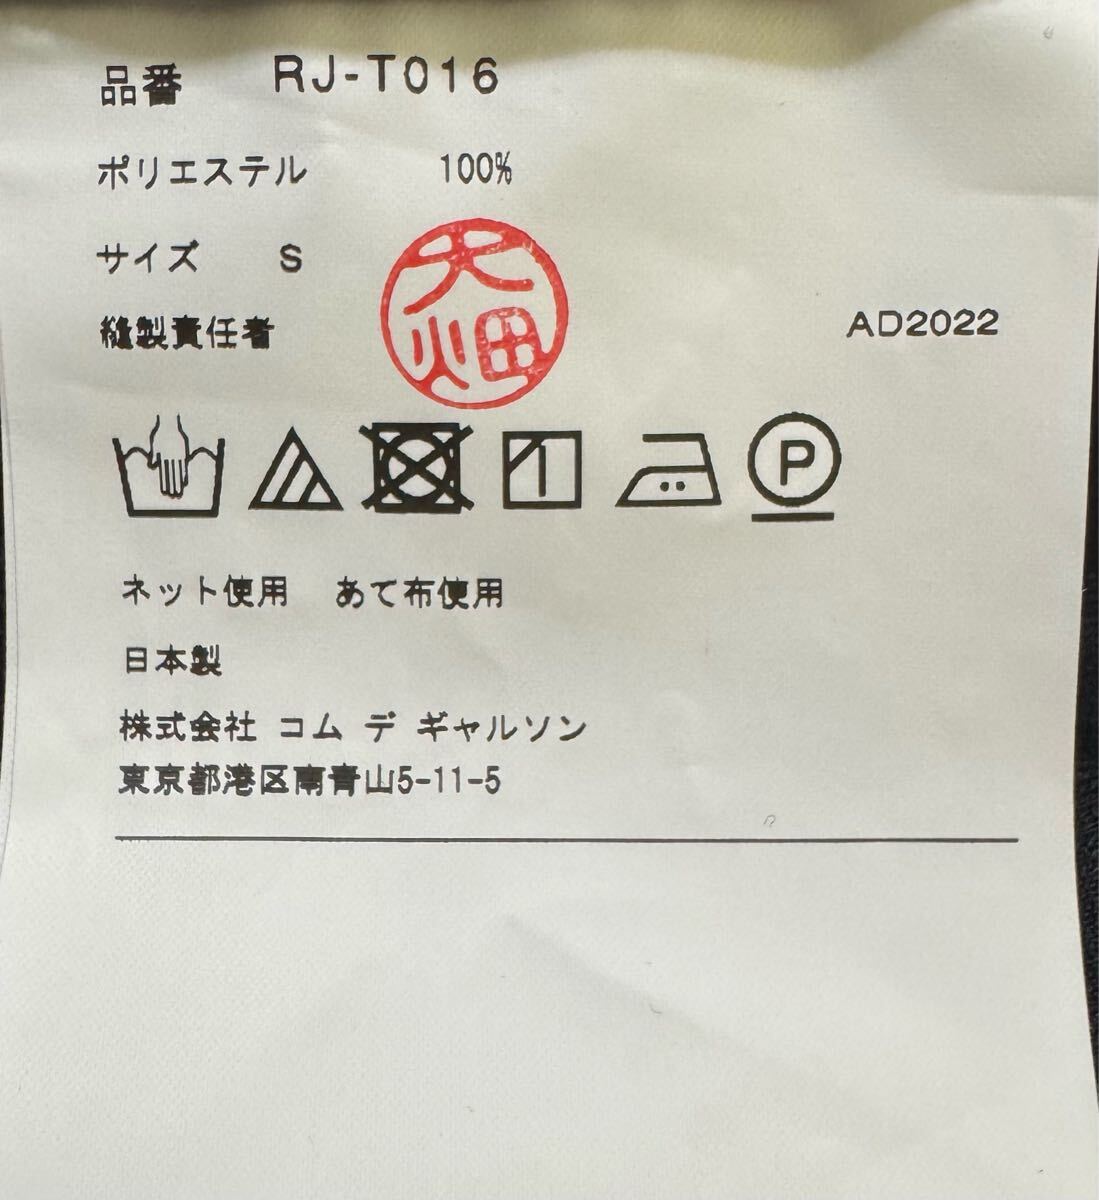 品番 RJ-T016
ポリエステル 100%
サイズ S
大畑
縫製責任者 AD2022
P
ネット使用 あて布使用
日本製
株式会社 コム デ ギャルソン
東京都港区南青山5-11-5